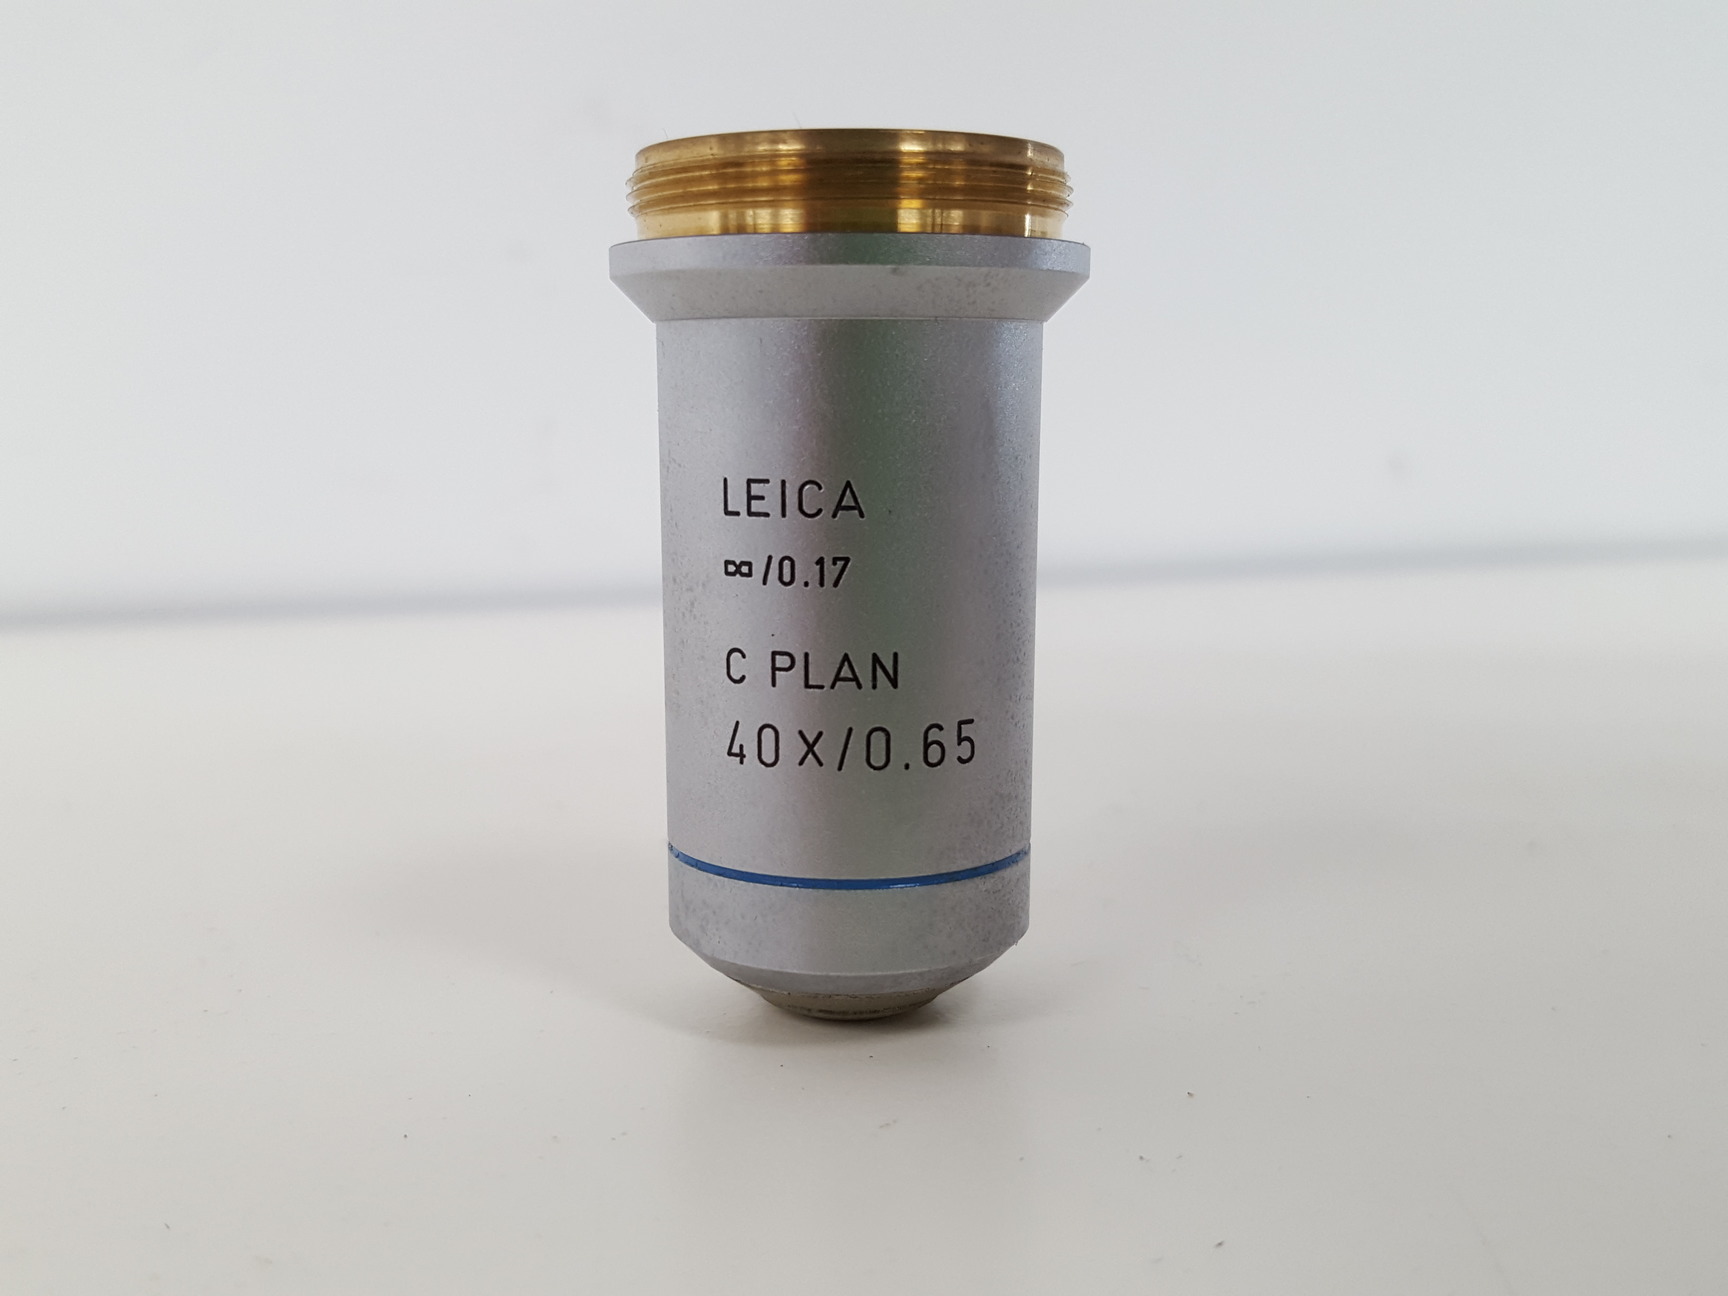 LEICA
∞/0.17
C PLAN
40X/0.65